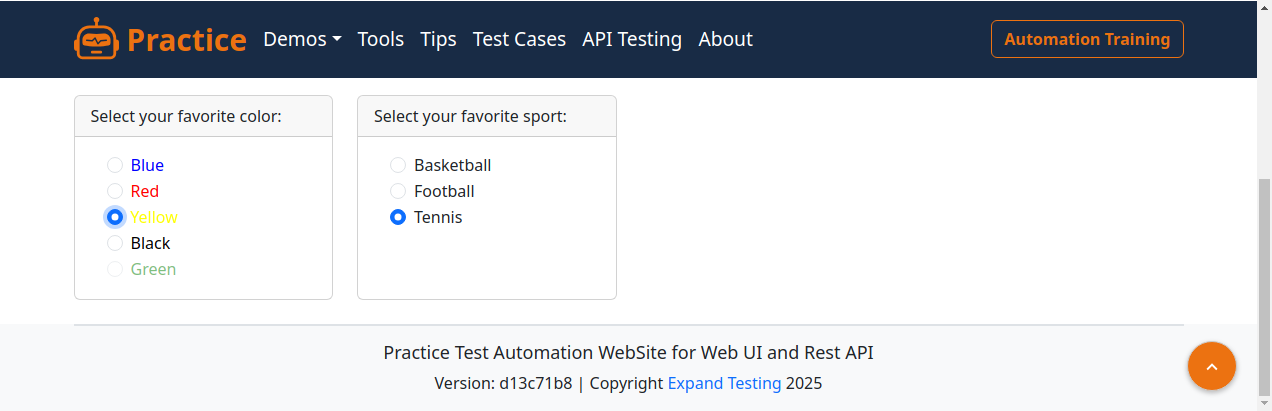 Practice Demos Tools Tips Test Cases API Testing About Automation Training
Select your favorite color:
Blue
Red
Yellow
Black
Green
Select your favorite sport:
Basketball
Football
Tennis
Practice Test Automation WebSite for Web UI and Rest API
Version: d13c71b8 | Copyright Expand Testing 2025